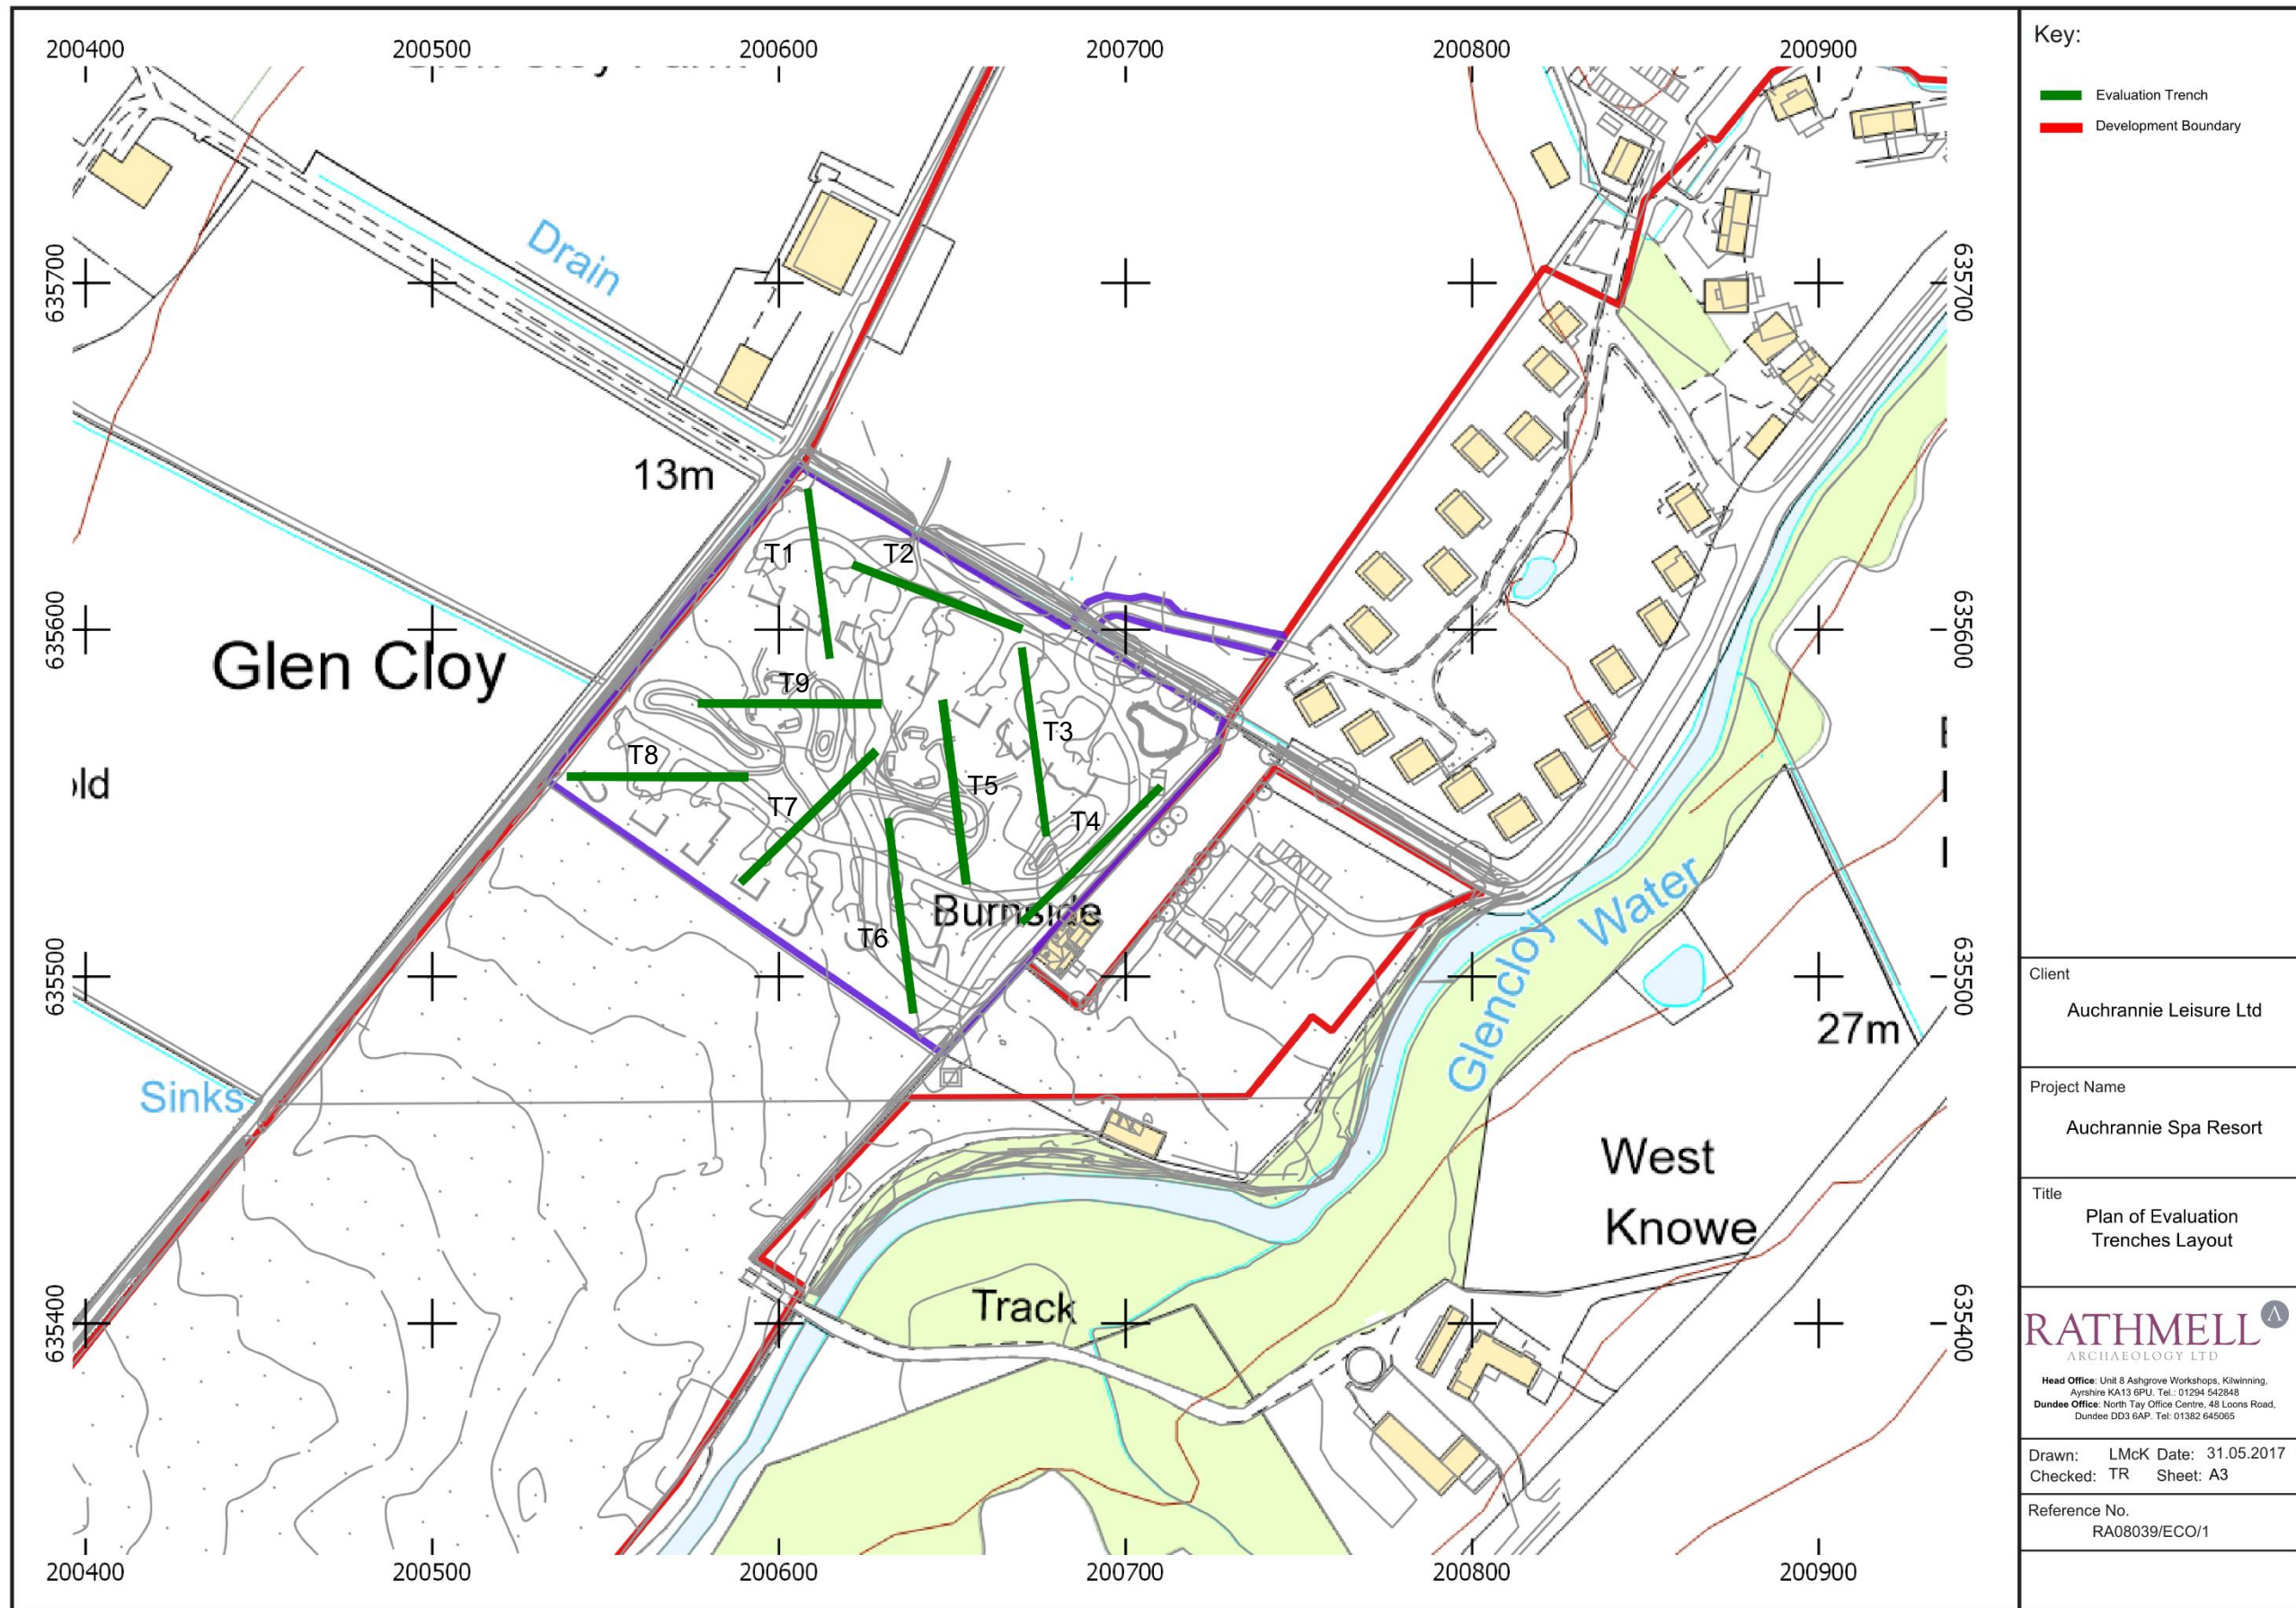 200400 200500 200600 200700 200800 200900
635700
635600
635500
635400
635700
635600
635500
635400
Drain
13m
Glen Cloy
T1
T2
T9
T3
T8
T5
T7
T4
T6
Burnside
Glencloy Water
27m
Sinks
West
Knowe
Track
200400 200500 200600 200700 200800 200900
Key:
Evaluation Trench
Development Boundary
Client
Auchrannie Leisure Ltd
Project Name
Auchrannie Spa Resort
Title
Plan of Evaluation
Trenches Layout
RATHMELL
ARCHAEOLOGY LTD
Head Office: Unit 8 Ashgrove Workshops, Kilwinning,
Ayrshire KA13 6PU. Tel.: 01294 542848
Dundee Office: North Tay Office Centre, 48 Loons Road,
Dundee DD3 6AP. Tel: 01382 645065
Drawn: LMcK Date: 31.05.2017
Checked: TR Sheet: A3
Reference No.
RA08039/ECO/1